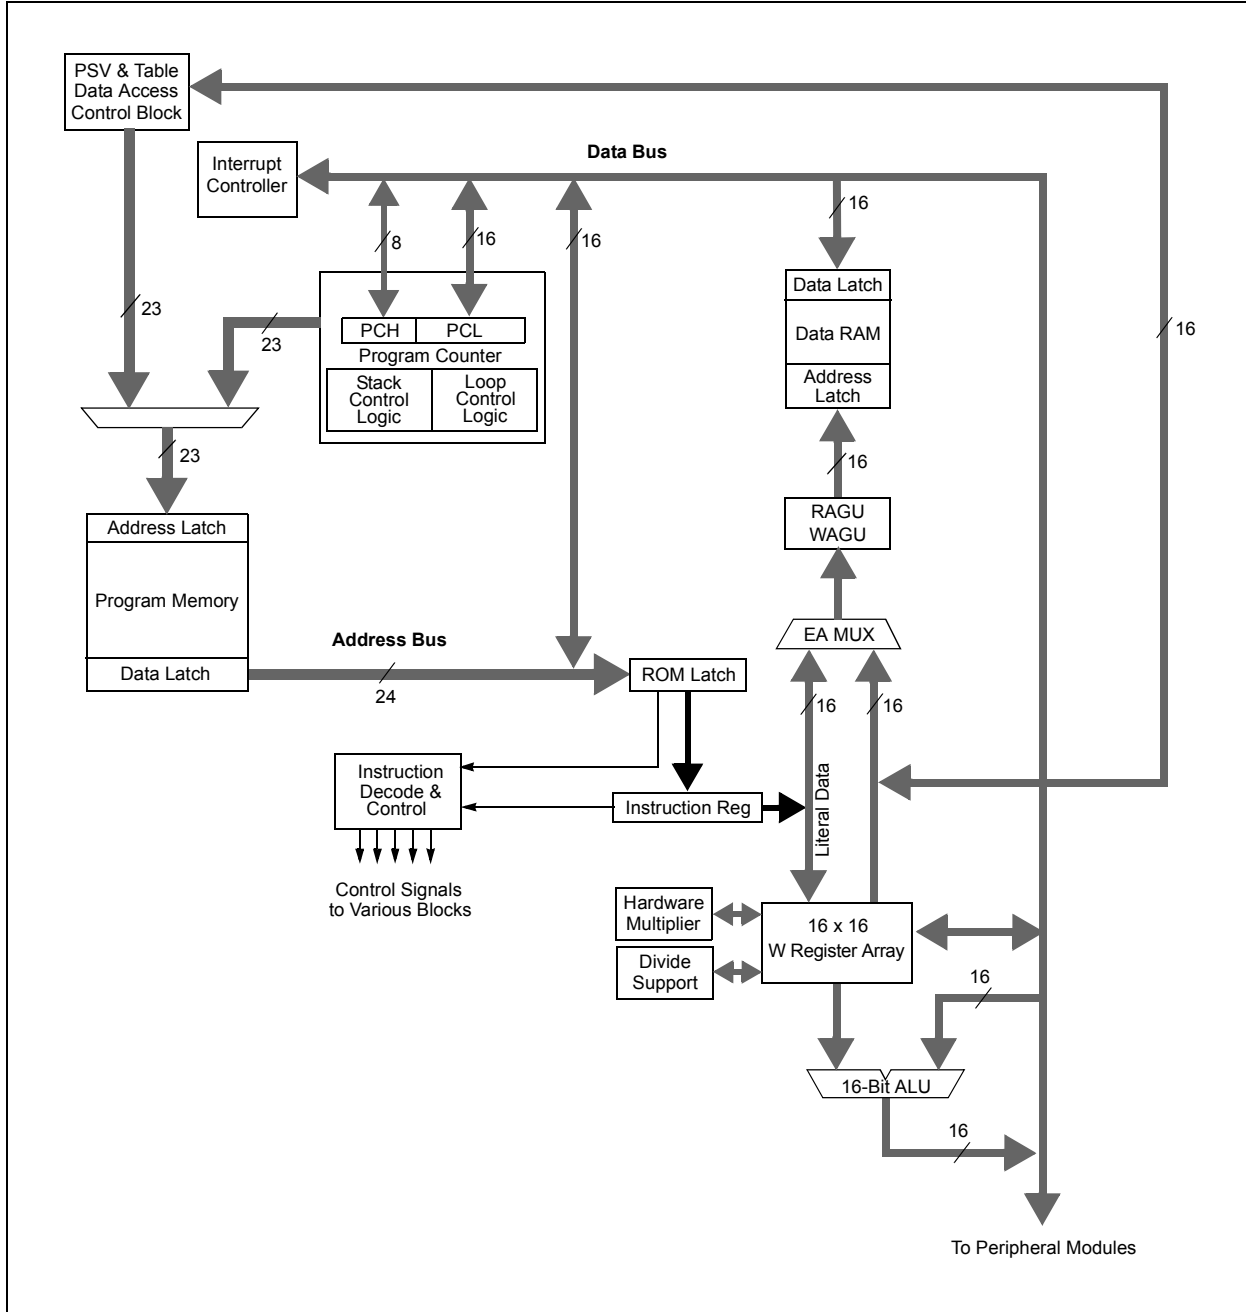 PSV & Table
Data Access
Control Block
Data Bus
Interrupt
Controller
16
8
16
16
Data Latch
23
16
23
PCH
PCL
Data RAM
Program Counter
Stack
Control
Logic
Loop
Control
Logic
Address
Latch
23
16
RAGU
WAGU
Address Latch
Program Memory
EA MUX
Address Bus
Data Latch
24
ROM Latch
16
16
Instruction
Decode &
Control
Instruction Reg
Literal Data
Control Signals
to Various Blocks
Hardware
Multiplier
16 x 16
W Register Array
Divide
Support
16
16-Bit ALU
16
To Peripheral Modules